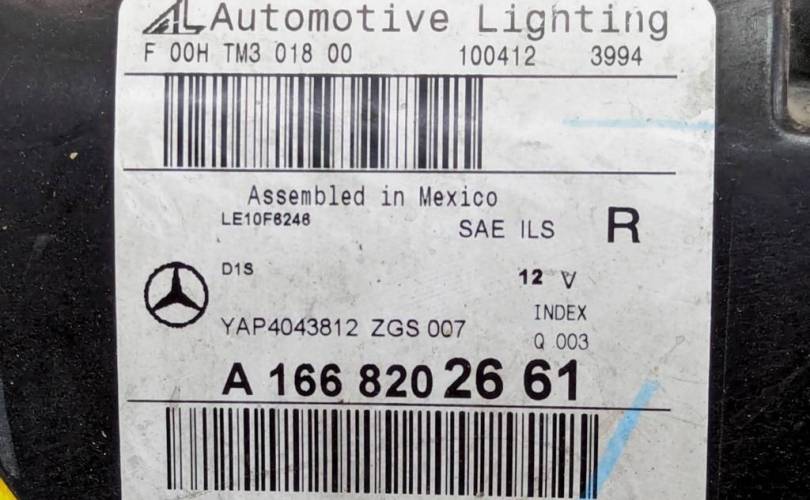 AL Automotive Lighting
F 00H TM3 018 00 100412 3994
Assembled in Mexico
LE10F6246
SAE ILS R
D1S
12 V
INDEX
YAP4043812 ZGS 007
Q 003
A 166 820 26 61